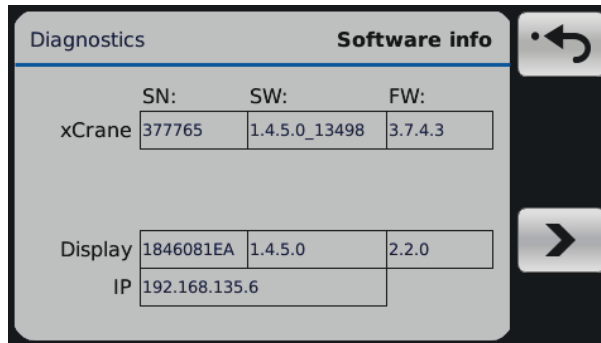 Diagnostics Software info
SN: SW: FW:
xCrane 377765 1.4.5.0_13498 3.7.4.3
Display 1846081EA 1.4.5.0 2.2.0
IP 192.168.135.6